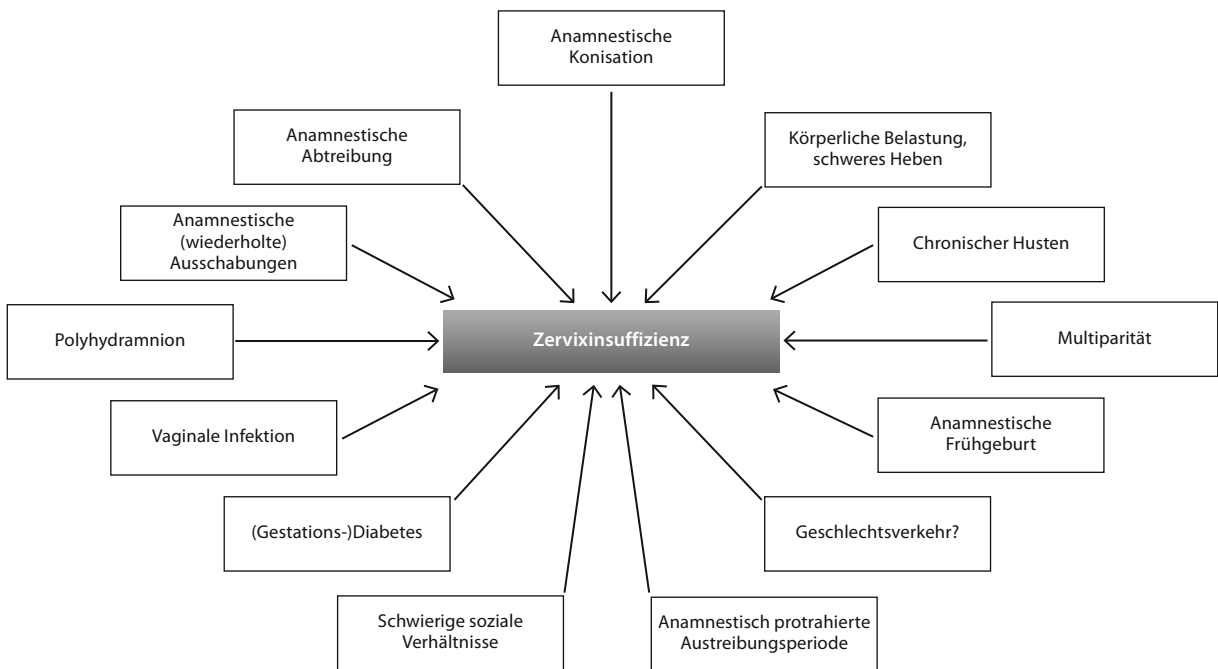 Anamnestische
Konisation
Anamnestische
Abtreibung
Körperliche Belastung,
schweres Heben
Anamnestische
(wiederholte)
Ausschabungen
Chronischer Husten
Polyhydramnion
Zervixinsuffizienz
Multiparität
Vaginale Infektion
Anamnestische
Frühgeburt
(Gestations-)Diabetes
Geschlechtsverkehr?
Schwierige soziale
Verhältnisse
Anamnestisch protrahierte
Austreibungsperiode